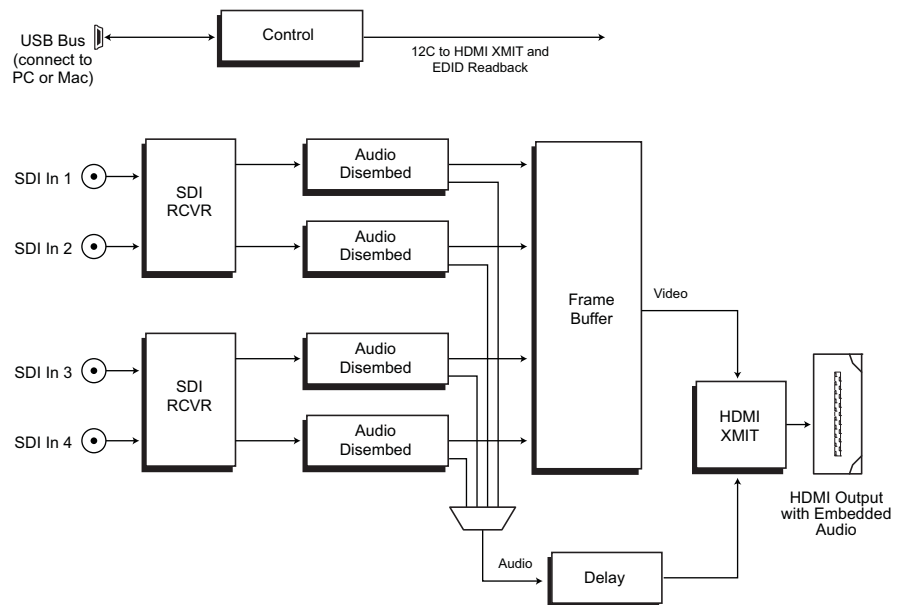 USB Bus
(connect to
PC or Mac)
Control
12C to HDMI XMIT and
EDID Readback
SDI In 1
SDI In 2
SDI
RCVR
Audio
Disembed
Audio
Disembed
SDI In 3
SDI In 4
SDI
RCVR
Audio
Disembed
Audio
Disembed
Frame
Buffer
Video
HDMI
XMIT
HDMI Output
with Embedded
Audio
Audio
Delay